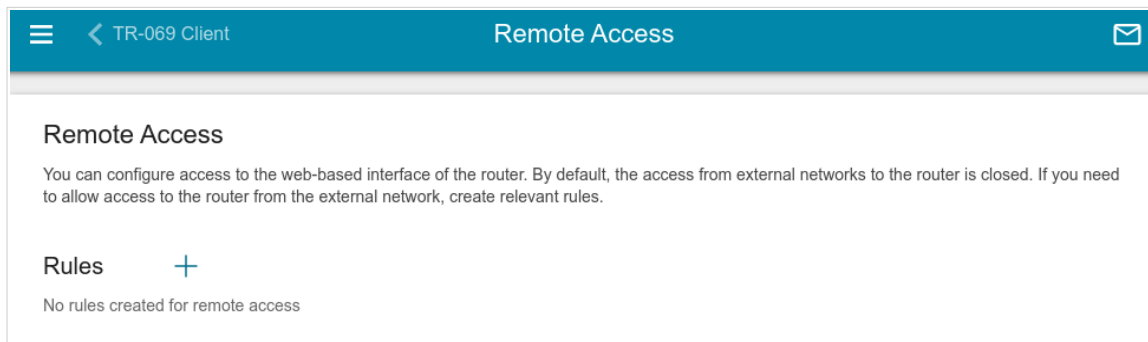 TR-069 Client
Remote Access
Remote Access
You can configure access to the web-based interface of the router. By default, the access from external networks to the router is closed. If you need
to allow access to the router from the external network, create relevant rules.
Rules
No rules created for remote access